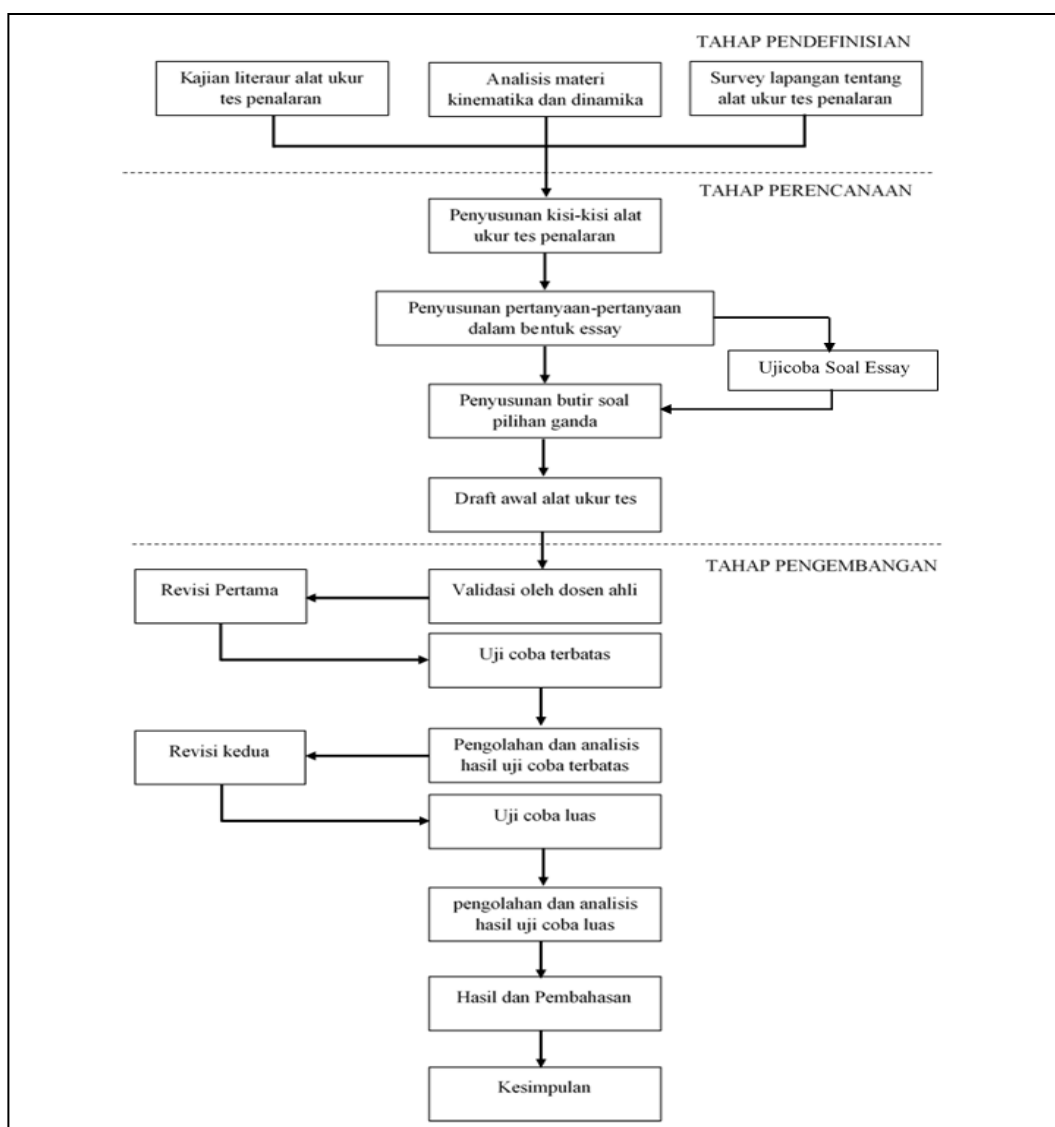 TAHAP PENDEFINISIAN
Kajian literaur alat ukur
tes penalaran
Analisis materi
kinematika dan dinamika
Survey lapangan tentang
alat ukur tes penalaran
TAHAP PERENCANAAN
Penyusunan kisi-kisi alat
ukur tes penalaran
Penyusunan pertanyaan-pertanyaan
dalam bentuk essay
Ujicoba Soal Essay
Penyusunan butir soal
pilihan ganda
Draft awal alat ukur tes
TAHAP PENGEMBANGAN
Revisi Pertama
Validasi oleh dosen ahli
Uji coba terbatas
Revisi kedua
Pengolahan dan analisis
hasil uji coba terbatas
Uji coba luas
pengolahan dan analisis
hasil uji coba luas
Hasil dan Pembahasan
Kesimpulan